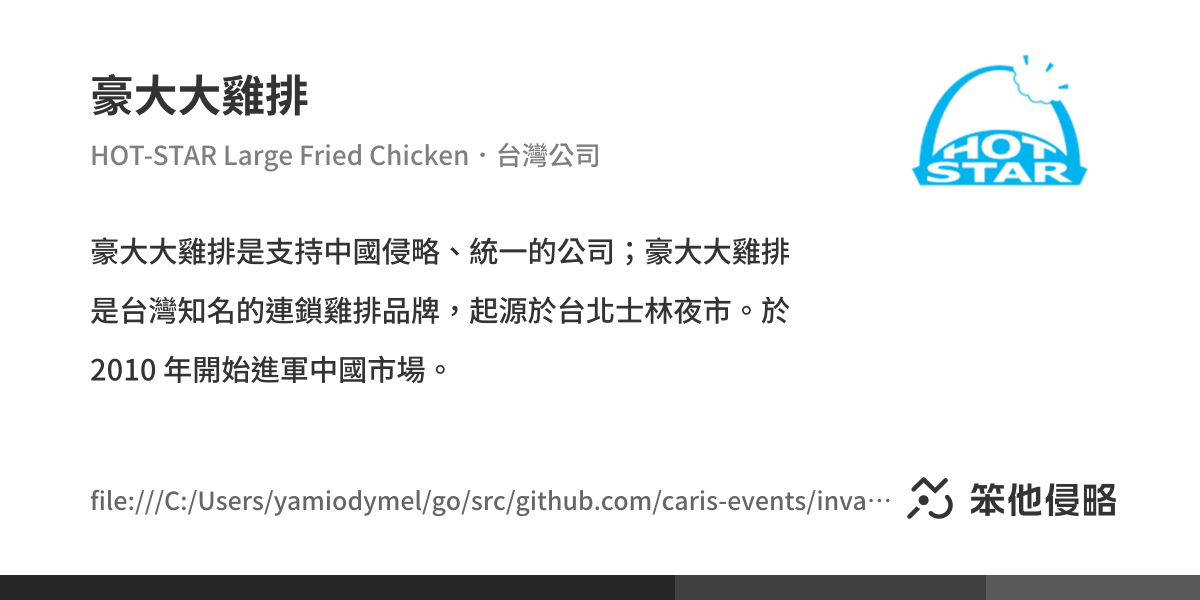 豪大大雞排
HOT-STAR Large Fried Chicken · 台灣公司
HOT
STAR
豪大大雞排是支持中國侵略、統一的公司；豪大大雞排
是台灣知名的連鎖雞排品牌，起源於台北士林夜市。於
2010 年開始進軍中國市場。
file:///C:/Users/yamiodymel/go/src/github.com/caris-events/inva…
笨他侵略